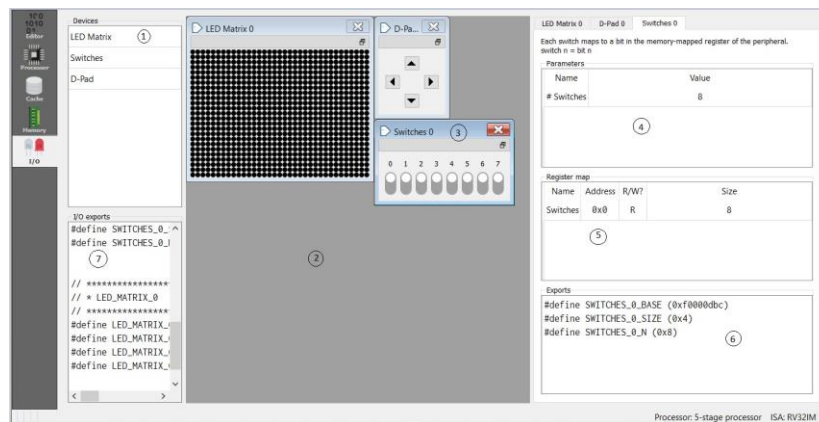 Editor
Processor
Cache
Memory
I/O
Devices
LED Matrix
1
Switches
D-Pad
I/O exports
#define SWITCHES_0_
#define SWITCHES_0_
7
// ****************
// * LED_MATRIX_0
// ****************
#define LED_MATRIX_
#define LED_MATRIX_
#define LED_MATRIX_
#define LED_MATRIX_
LED Matrix 0
D-Pa...
Switches 0
3
0 1 2 3 4 5 6 7
2
LED Matrix 0 D-Pad 0 Switches 0
Each switch maps to a bit in the memory-mapped register of the peripheral.
switch n = bit n
Parameters
Name Value
# Switches 8
4
Register map
Name Address R/W? Size
Switches 0x0 R 8
5
Exports
#define SWITCHES_0_BASE (0xf0000dbc)
#define SWITCHES_0_SIZE (0x4)
#define SWITCHES_0_N (0x8)
6
Processor: 5-stage processor ISA: RV32IM